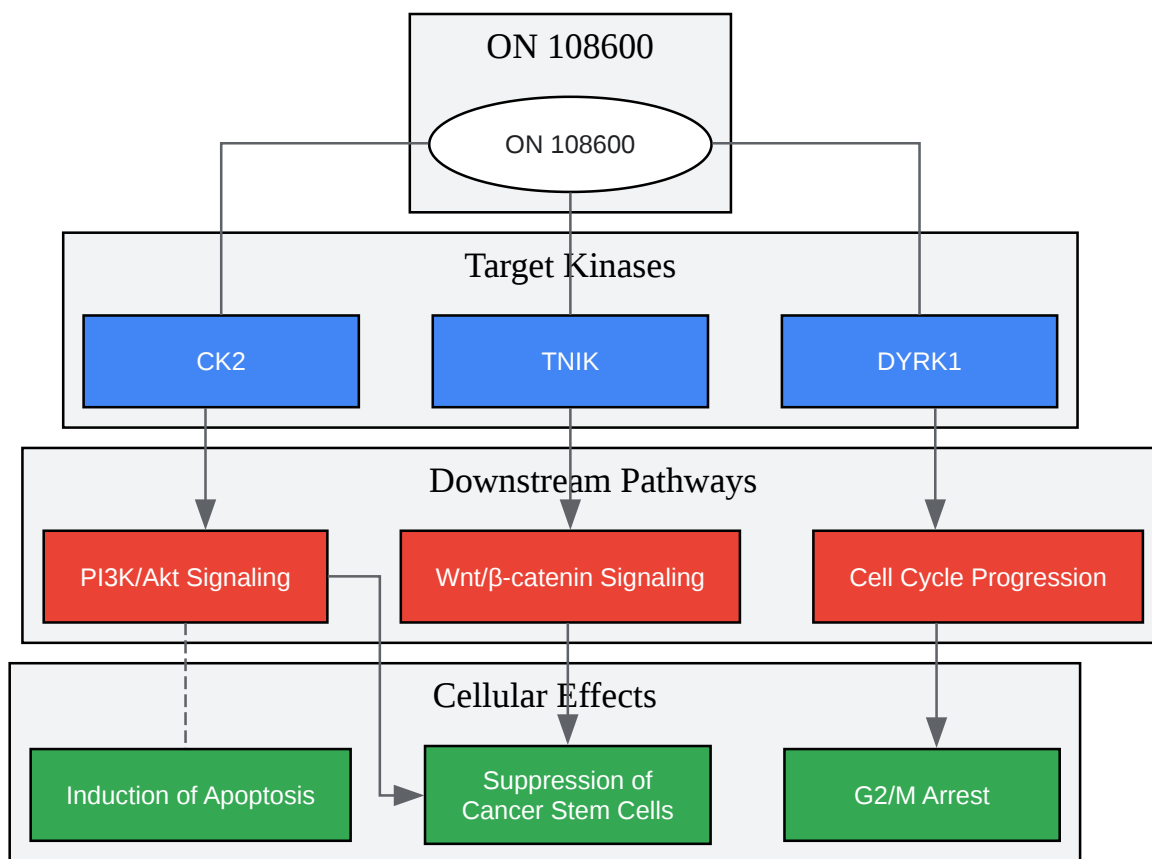 ON 108600
ON 108600
Target Kinases
CK2
TNIK
DYRK1
Downstream Pathways
PI3K/Akt Signaling
Wnt/β-catenin Signaling
Cell Cycle Progression
Cellular Effects
Induction of Apoptosis
Suppression of
Cancer Stem Cells
G2/M Arrest